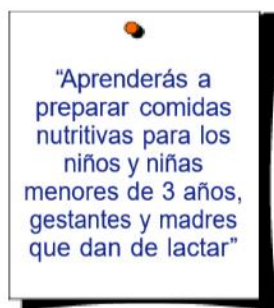 “Aprenderás a
preparar comidas
nutritivas para los
niños y niñas
menores de 3 años,
gestantes y madres
que dan de lactar”